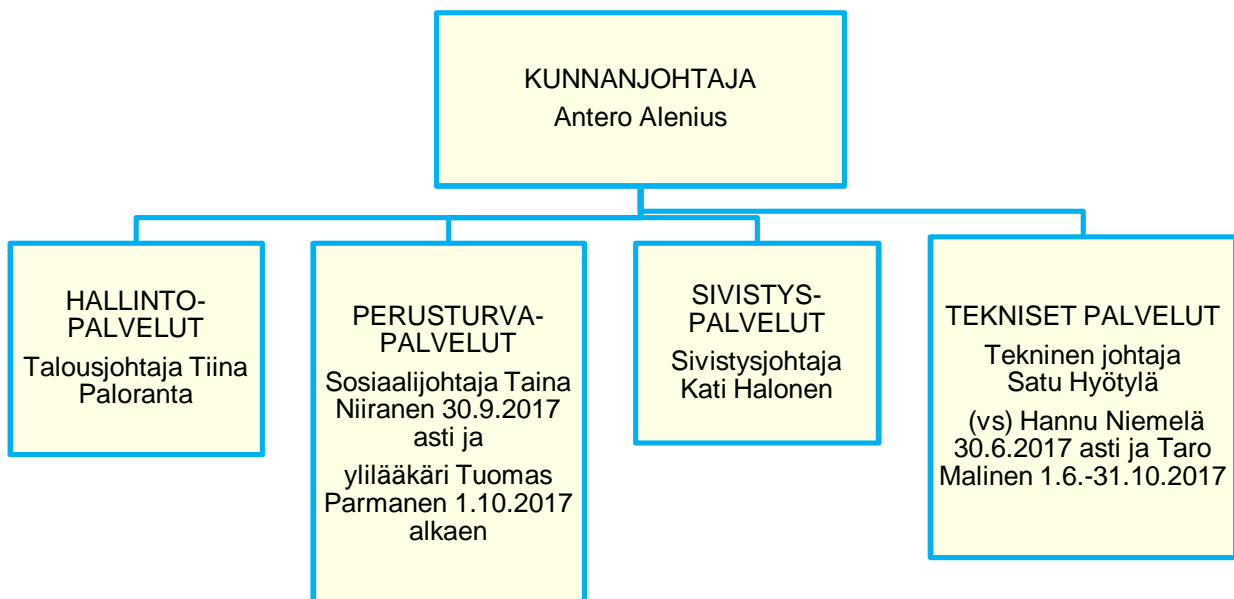 KUNNANJOHTAJA
Antero Alenius
HALLINTO-
PALVELUT
Talousjohtaja Tiina
Paloranta
PERUSTURVA-
PALVELUT
Sosiaalijohtaja Taina
Niiranen 30.9.2017
asti ja
ylilääkäri Tuomas
Parmanen 1.10.2017
alkaen
SIVISTYS-
PALVELUT
Sivistysjohtaja
Kati Halonen
TEKNISET PALVELUT
Tekninen johtaja
Satu Hyötylä
(vs) Hannu Niemelä
30.6.2017 asti ja Taro
Malinen 1.6.-31.10.2017